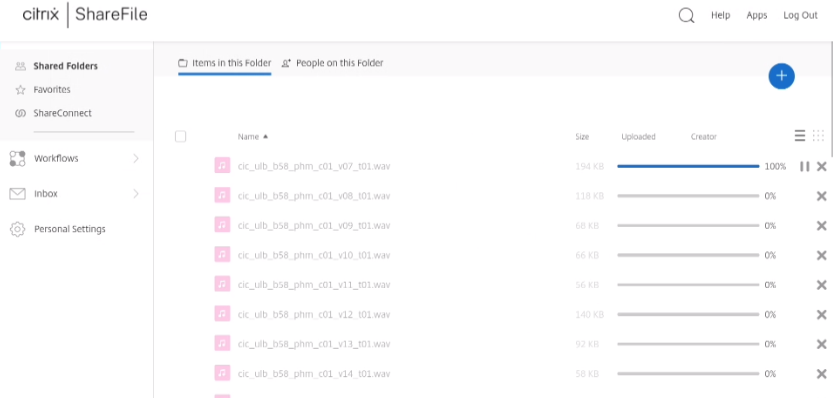 citrix | ShareFile
Help Apps Log Out
Shared Folders
Favorites
ShareConnect
Workflows
Inbox
Personal Settings
Items in this Folder People on this Folder
Name Size Uploaded Creator
cic_ulb_b58_phm_c01_v07_t01.wav 194 KB 100%
cic_ulb_b58_phm_c01_v08_t01.wav 118 KB 0%
cic_ulb_b58_phm_c01_v09_t01.wav 68 KB 0%
cic_ulb_b58_phm_c01_v10_t01.wav 66 KB 0%
cic_ulb_b58_phm_c01_v11_t01.wav 56 KB 0%
cic_ulb_b58_phm_c01_v12_t01.wav 140 KB 0%
cic_ulb_b58_phm_c01_v13_t01.wav 92 KB 0%
cic_ulb_b58_phm_c01_v14_t01.wav 58 KB 0%